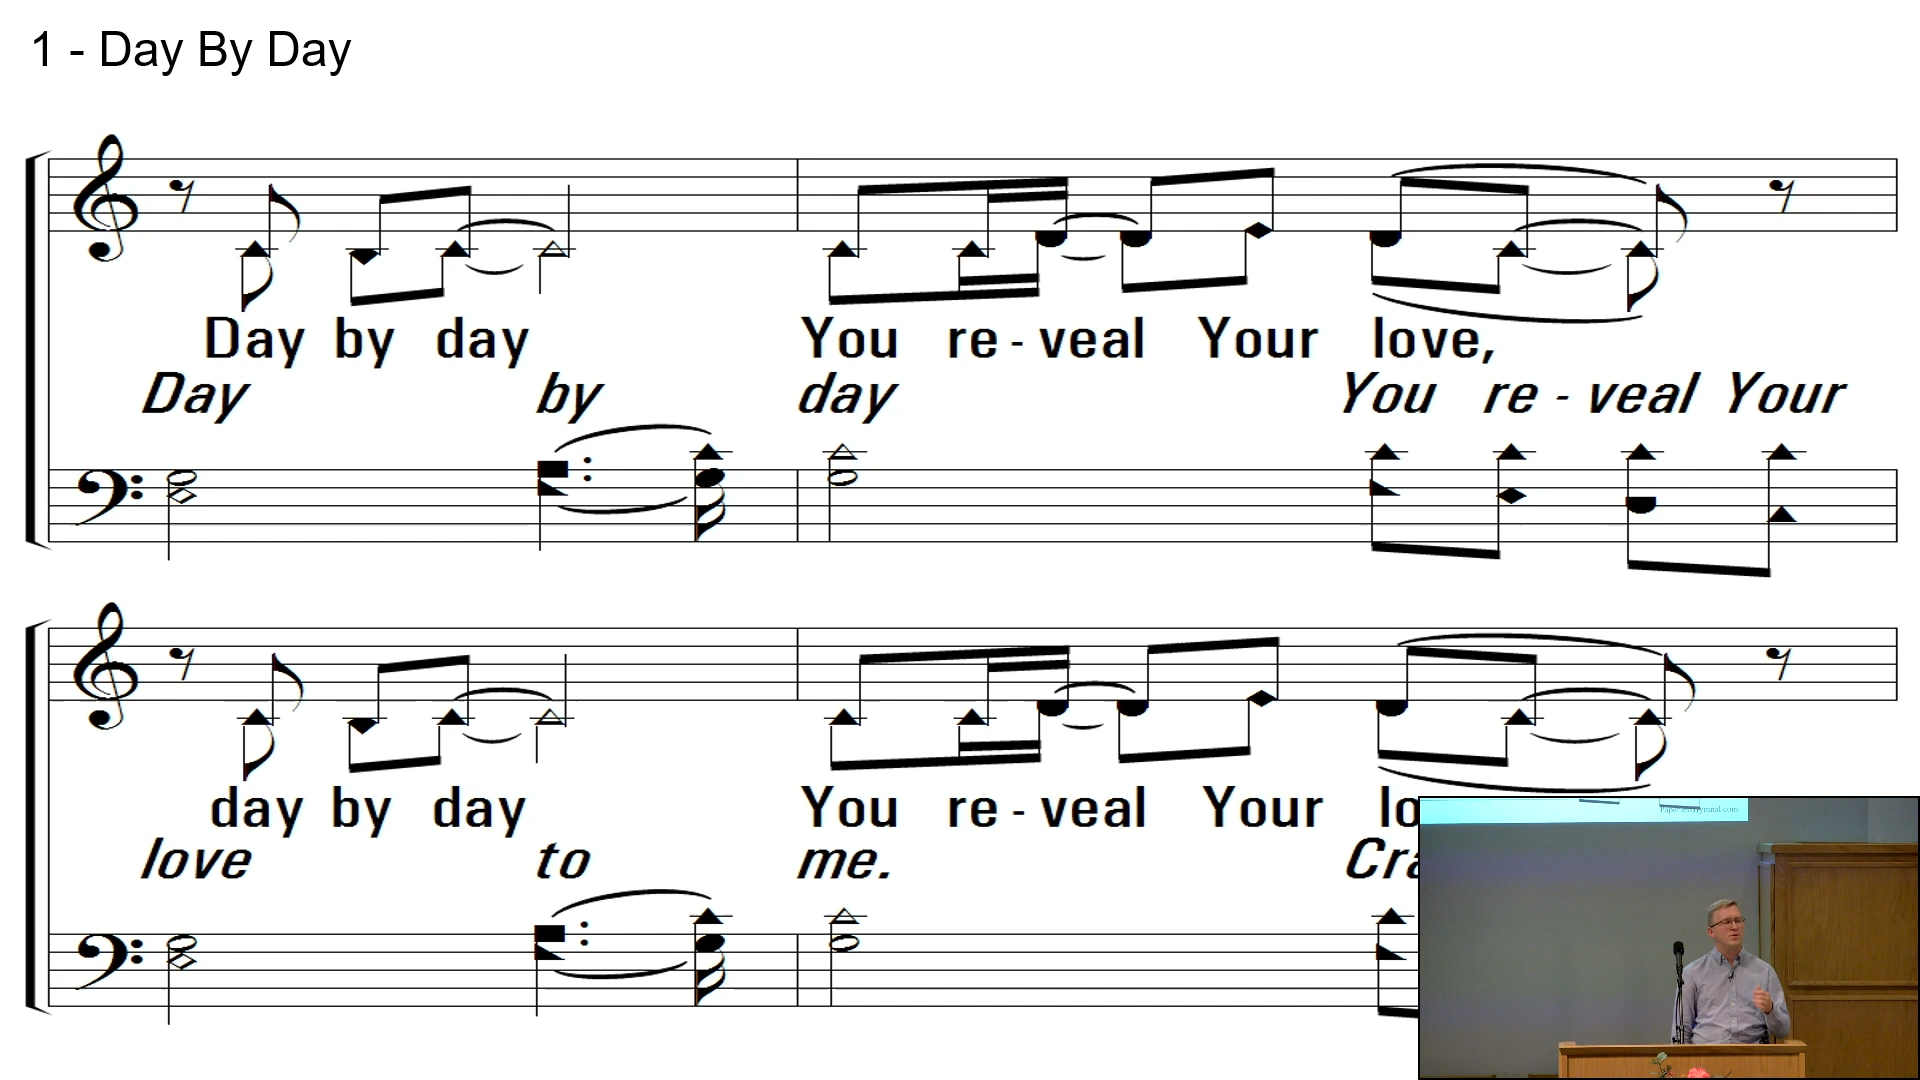 1 - Day By Day
Day by day You re - veal Your love,
Day by day You re - veal Your
day by day You re - veal Your
love to me.